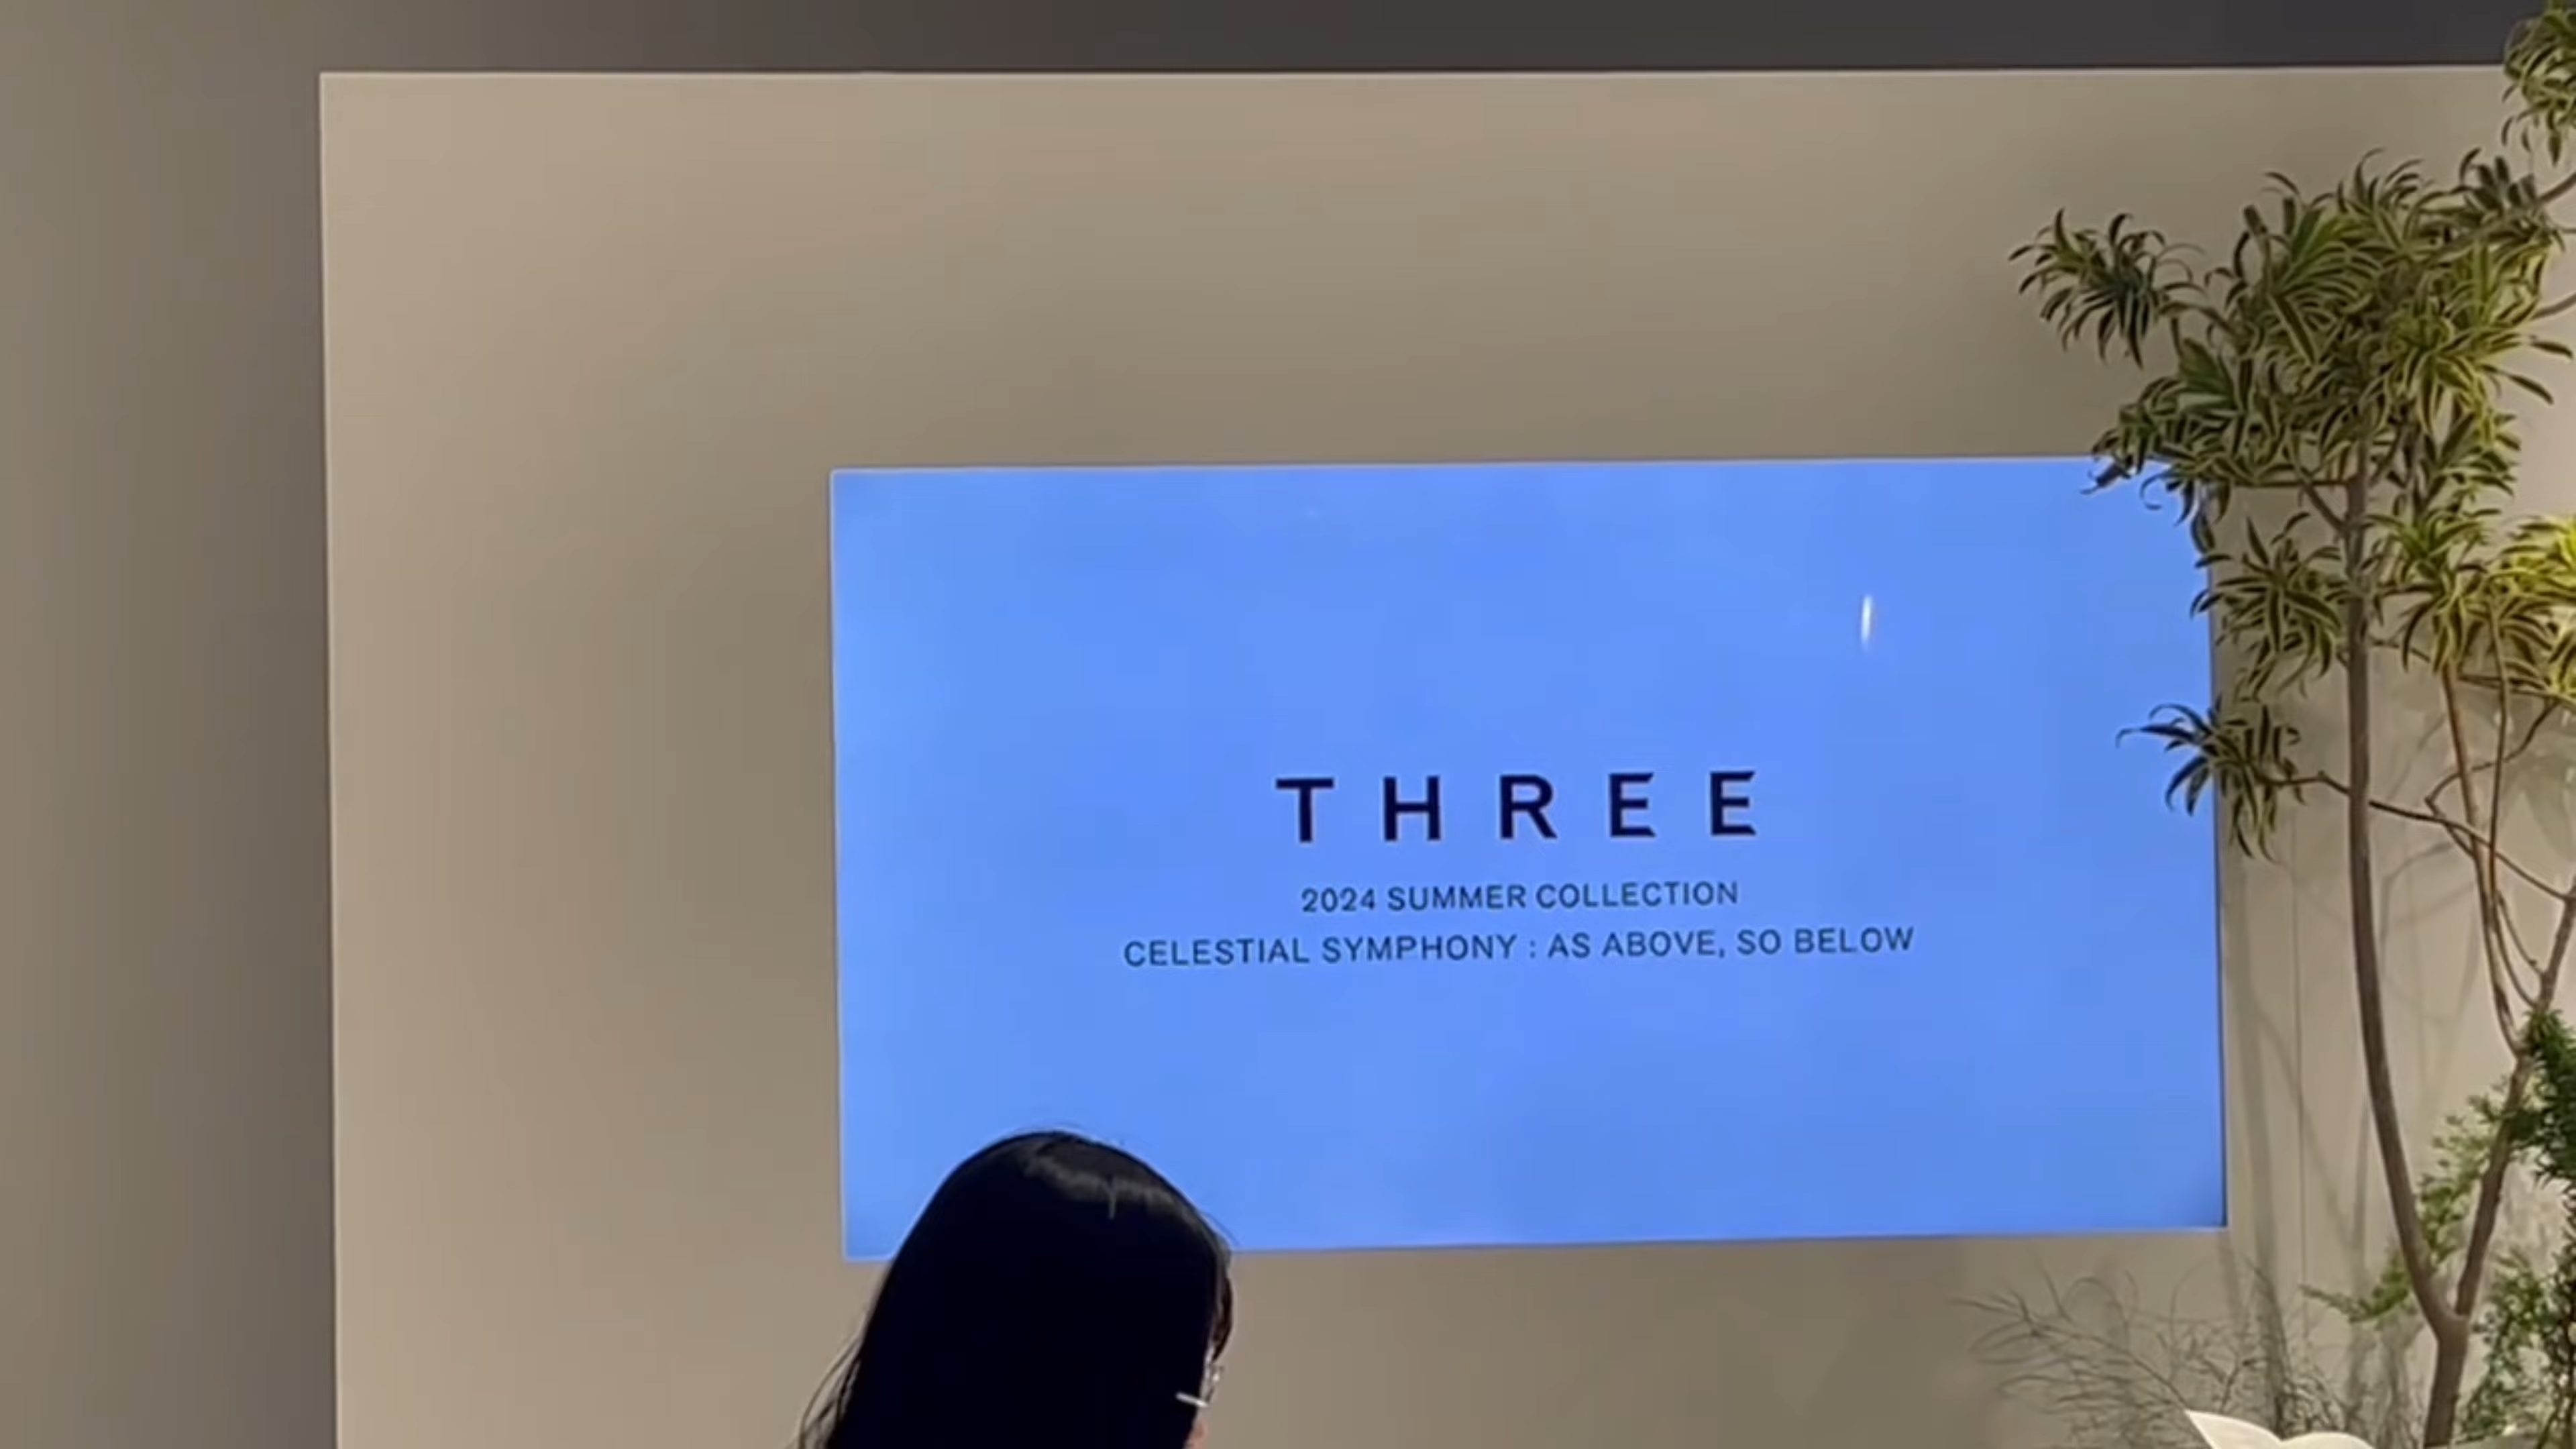 THREE
2024 SUMMER COLLECTION
CELESTIAL SYMPHONY : AS ABOVE, SO BELOW